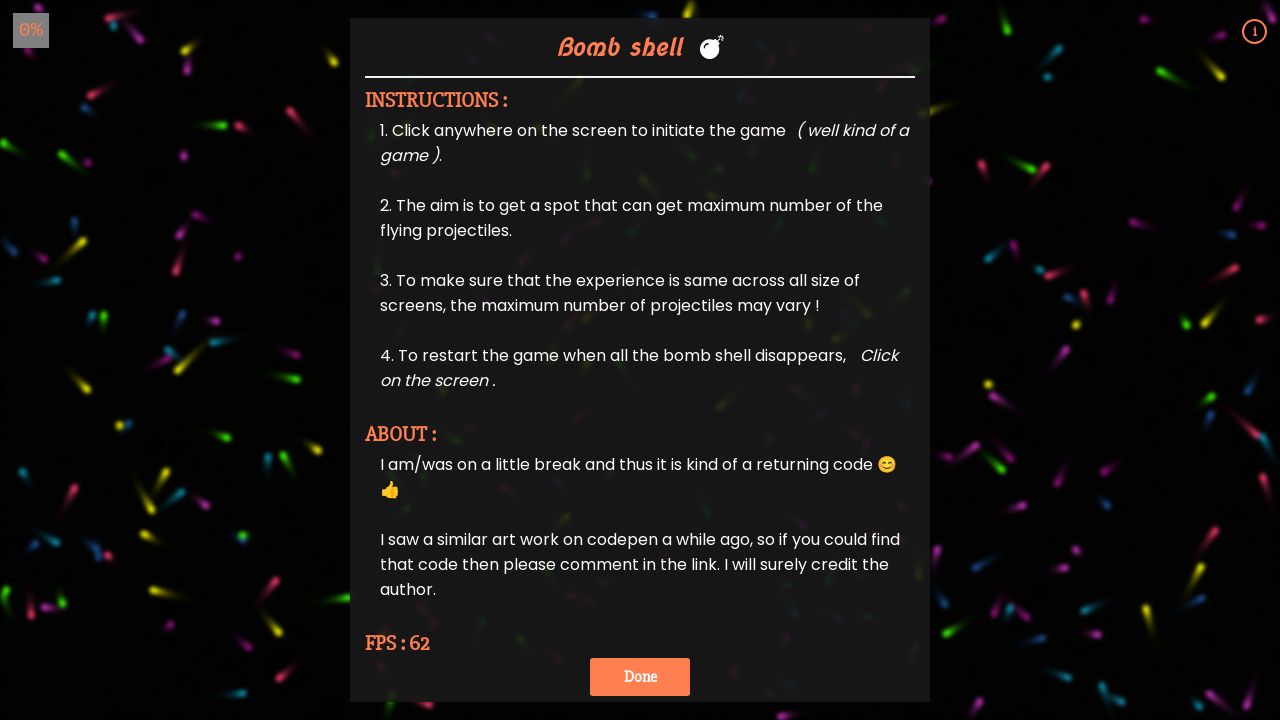 0%
i
Bomb shell 💣
INSTRUCTIONS :
1. Click anywhere on the screen to initiate the game ( well kind of a
game ).
2. The aim is to get a spot that can get maximum number of the
flying projectiles.
3. To make sure that the experience is same across all size of
screens, the maximum number of projectiles may vary !
4. To restart the game when all the bomb shell disappears, Click
on the screen .
ABOUT :
I am/was on a little break and thus it is kind of a returning code 😊
👍
I saw a similar art work on codepen a while ago, so if you could find
that code then please comment in the link. I will surely credit the
author.
FPS : 62
Done